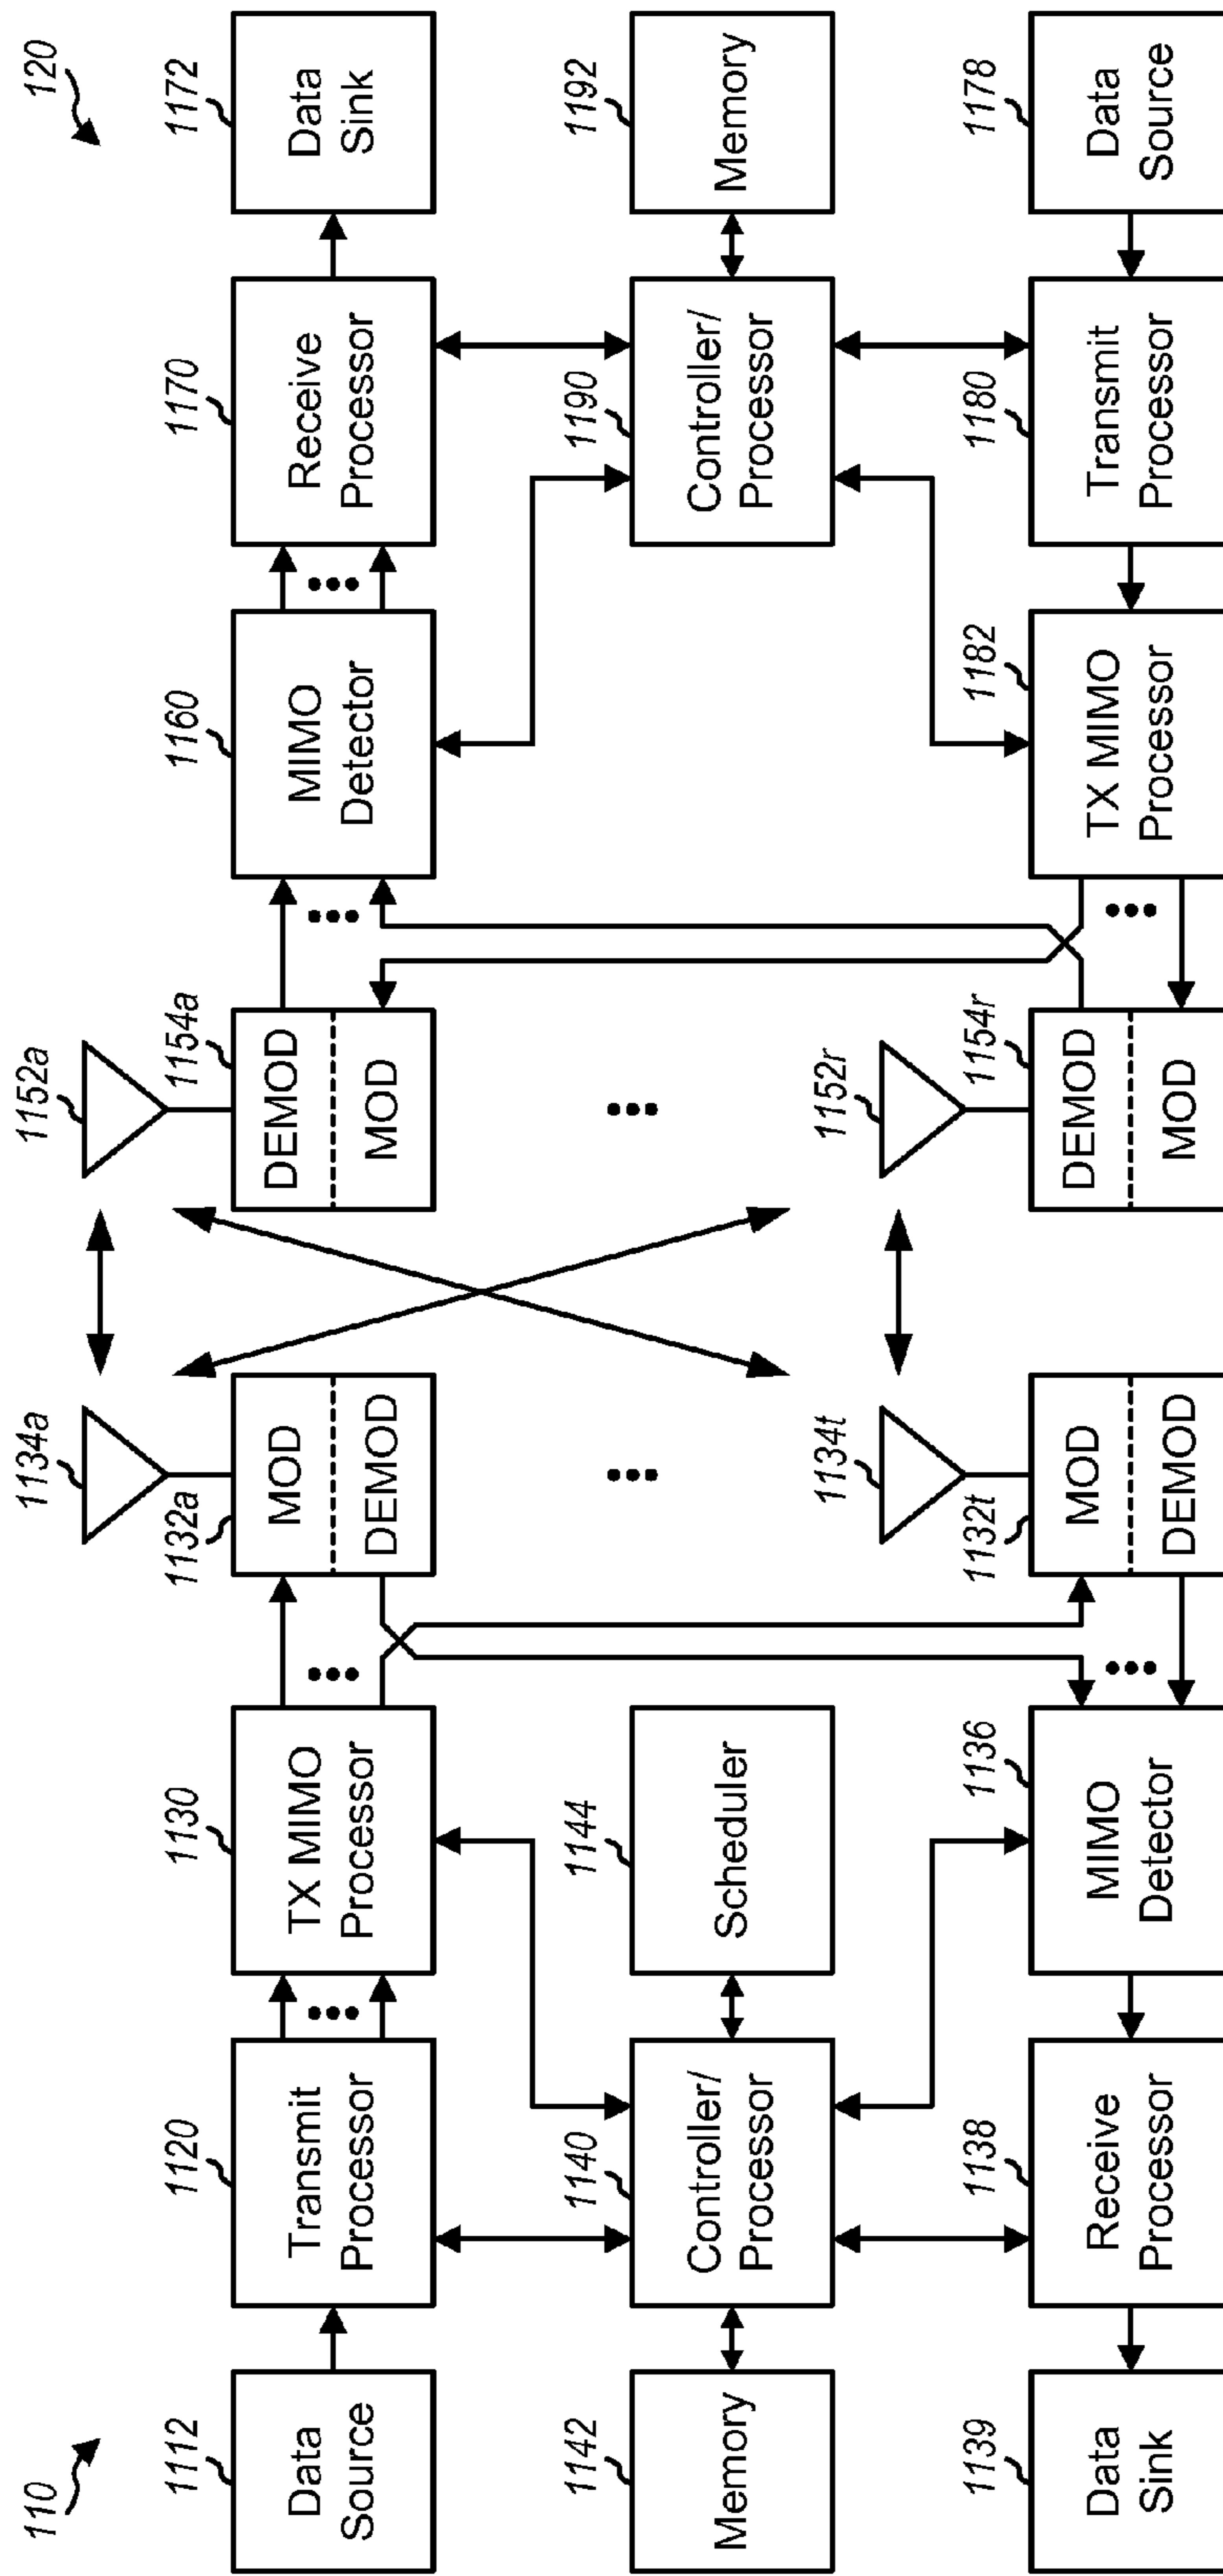 110
120
1134a
1152a
1112
Data
Source
1120
Transmit
Processor
1130
TX MIMO
Processor
1132a
MOD
DEMOD
1154a
DEMOD
MOD
1160
MIMO
Detector
1170
Receive
Processor
1172
Data
Sink
1142
Memory
1140
Controller/
Processor
1144
Scheduler
1190
Controller/
Processor
1192
Memory
1134t
1152r
1139
Data
Sink
1138
Receive
Processor
1136
MIMO
Detector
1132t
MOD
DEMOD
1154r
DEMOD
MOD
1182
TX MIMO
Processor
1180
Transmit
Processor
1178
Data
Source